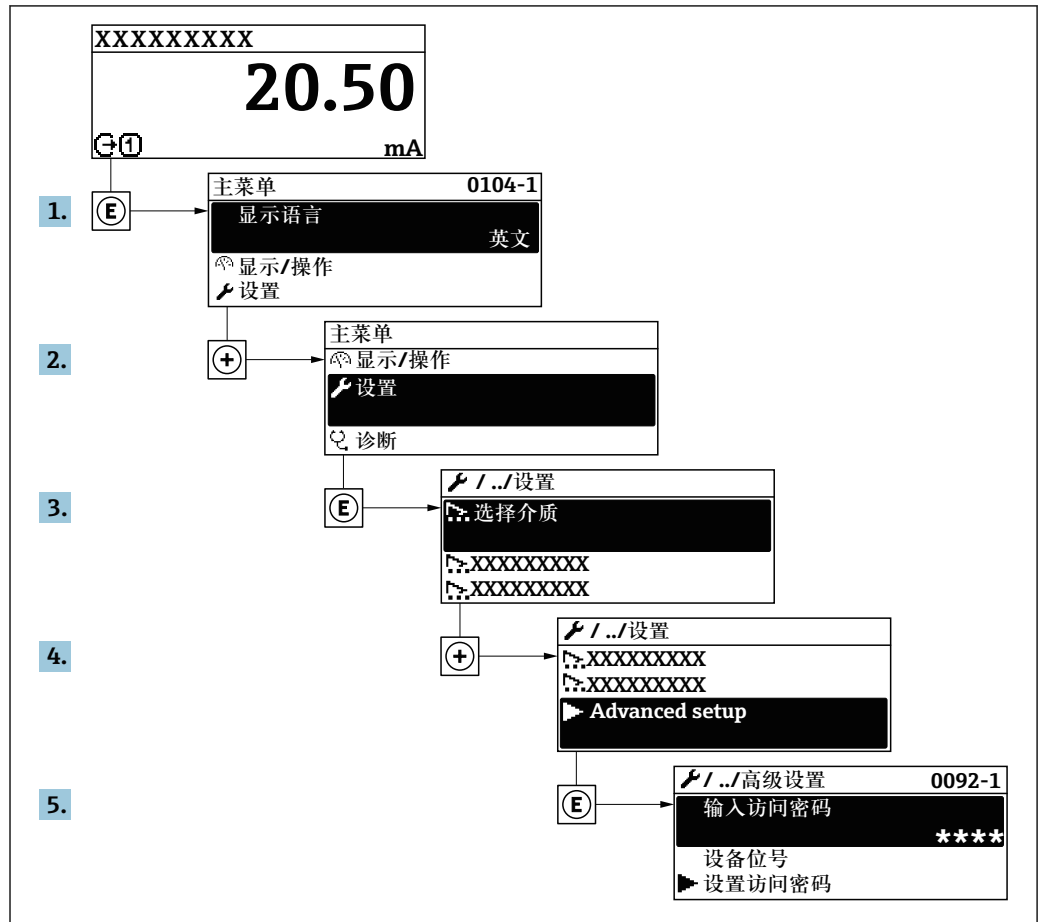 XXXXXXXXX
20.50
mA
1.
E
主菜单 0104-1
显示语言
英文
显示/操作
设置
2.
+
主菜单
显示/操作
设置
诊断
3.
E
/ ../设置
选择介质
XXXXXXXXX
XXXXXXXXX
4.
+
/ ../设置
XXXXXXXXX
XXXXXXXXX
Advanced setup
5.
E
/ ../高级设置 0092-1
输入访问密码
****
设备位号
设置访问密码